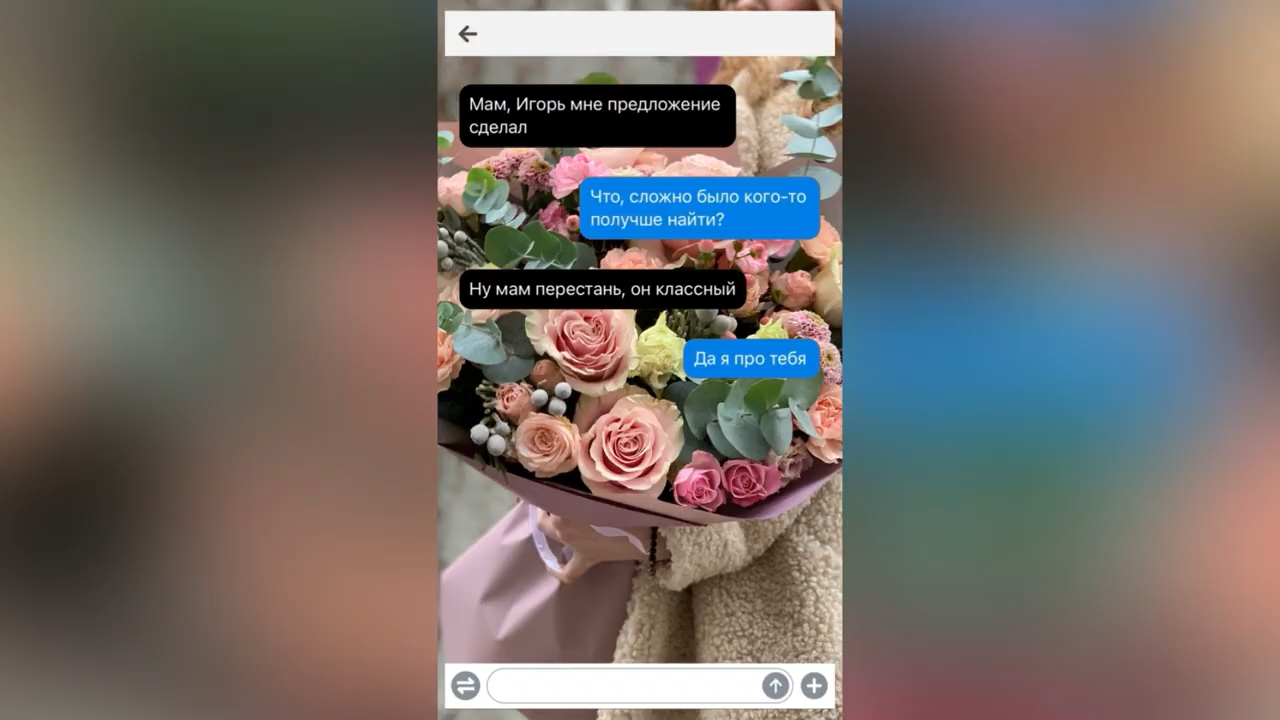 Мам, Игорь мне предложение
сделал
Что, сложно было кого-то
получше найти?
Ну мам перестань, он классный
Да я про тебя